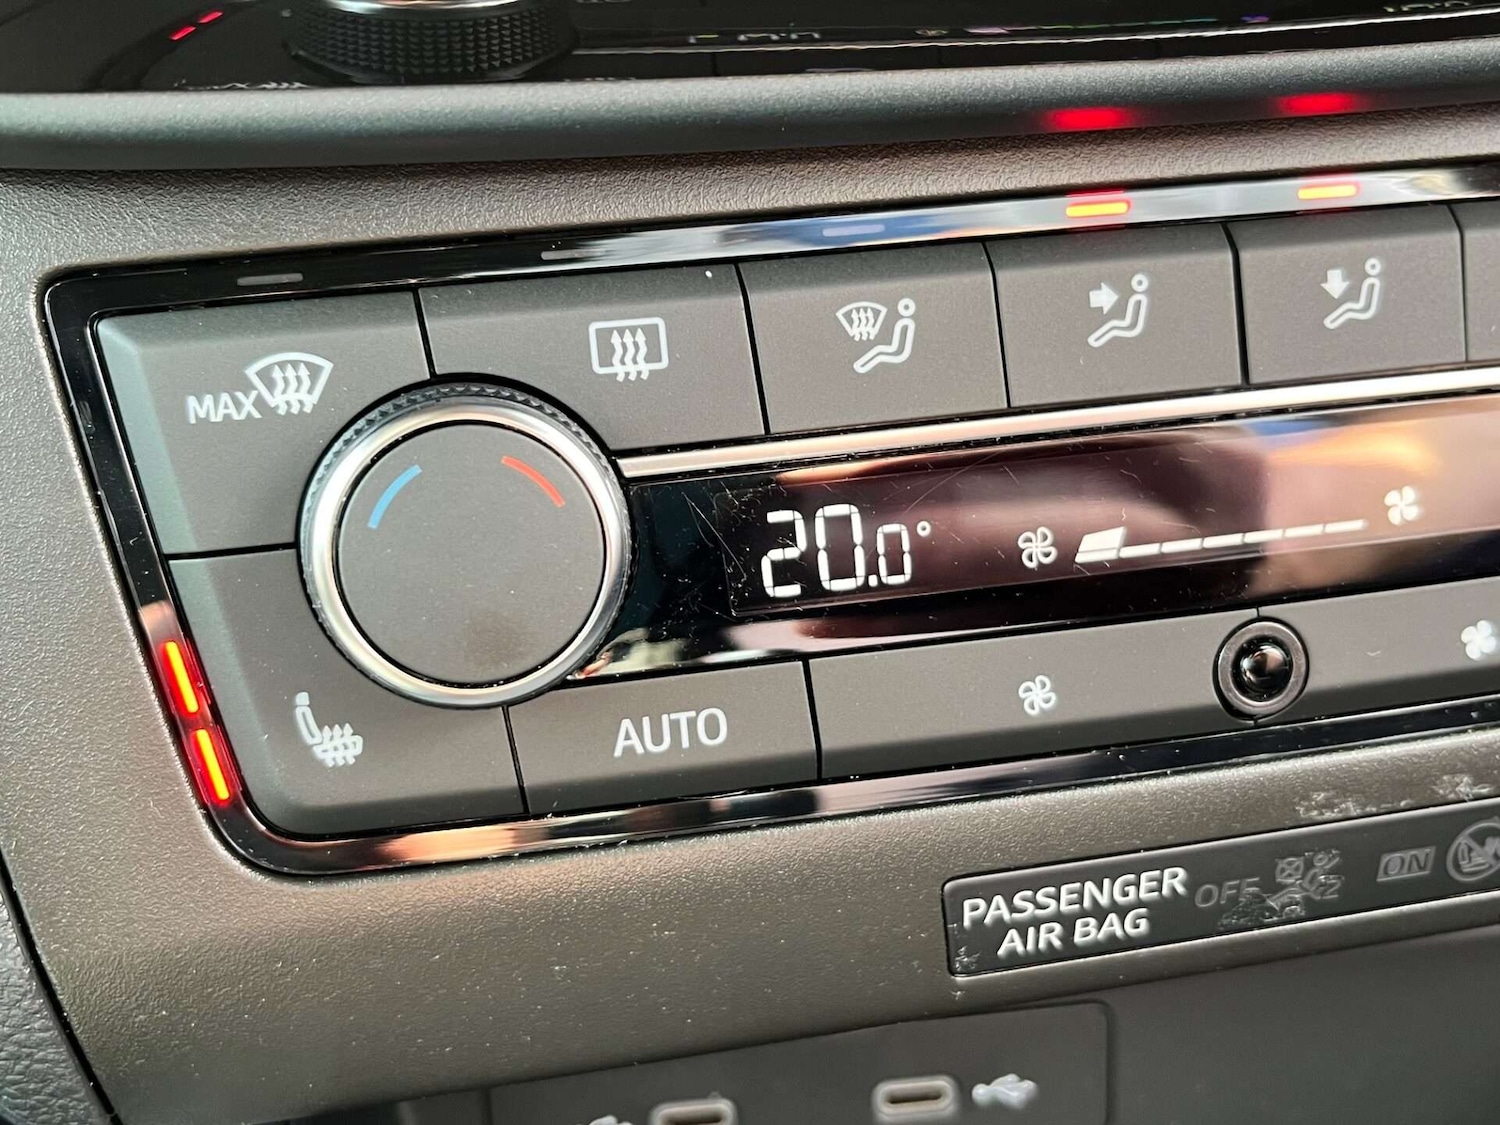 MAX
20.0°
AUTO
PASSENGER OFF ON
AIR BAG